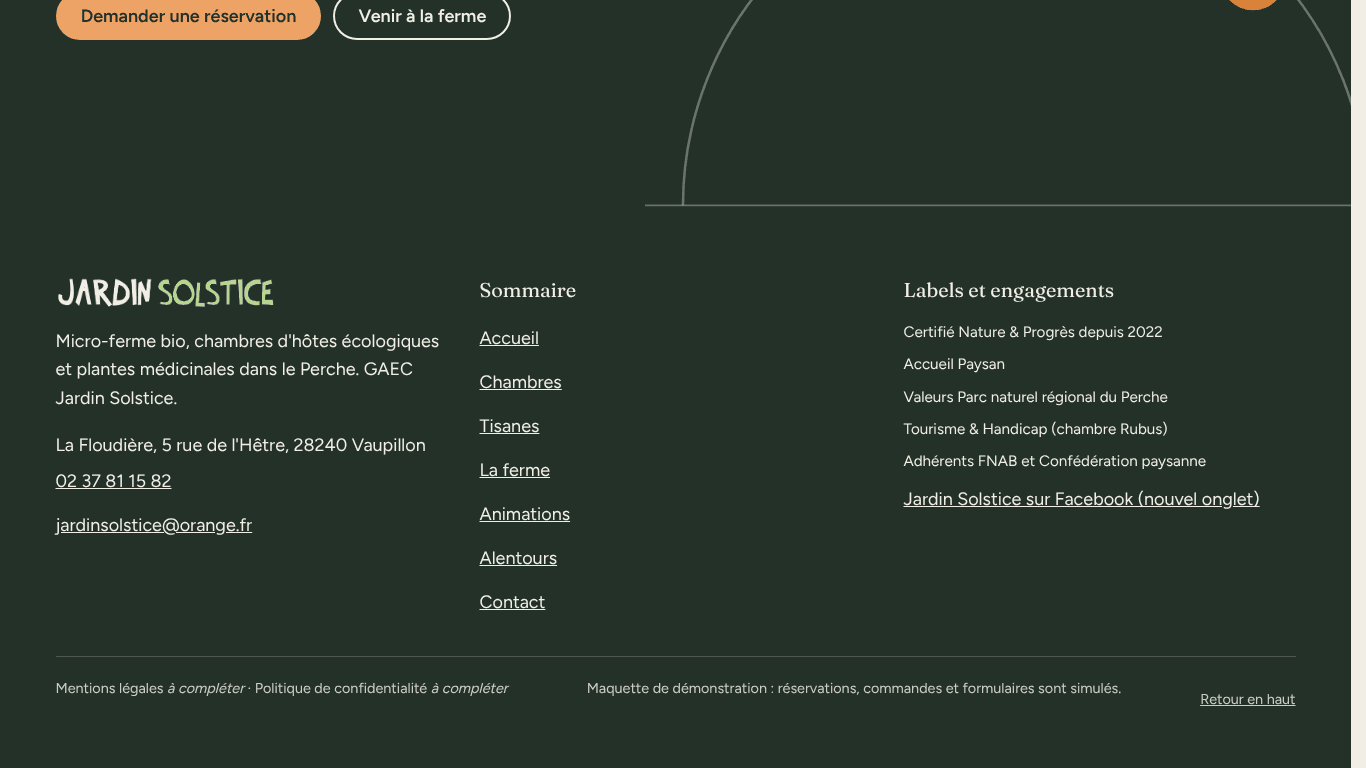 Demander une réservation
Venir à la ferme
JARDIN SOLSTICE
Micro-ferme bio, chambres d'hôtes écologiques
et plantes médicinales dans le Perche. GAEC
Jardin Solstice.
La Floudière, 5 rue de l'Hêtre, 28240 Vaupillon
02 37 81 15 82
jardinsolstice@orange.fr
Sommaire
Accueil
Chambres
Tisanes
La ferme
Animations
Alentours
Contact
Labels et engagements
Certifié Nature & Progrès depuis 2022
Accueil Paysan
Valeurs Parc naturel régional du Perche
Tourisme & Handicap (chambre Rubus)
Adhérents FNAB et Confédération paysanne
Jardin Solstice sur Facebook (nouvel onglet)
Mentions légales à compléter · Politique de confidentialité à compléter
Maquette de démonstration : réservations, commandes et formulaires sont simulés.
Retour en haut